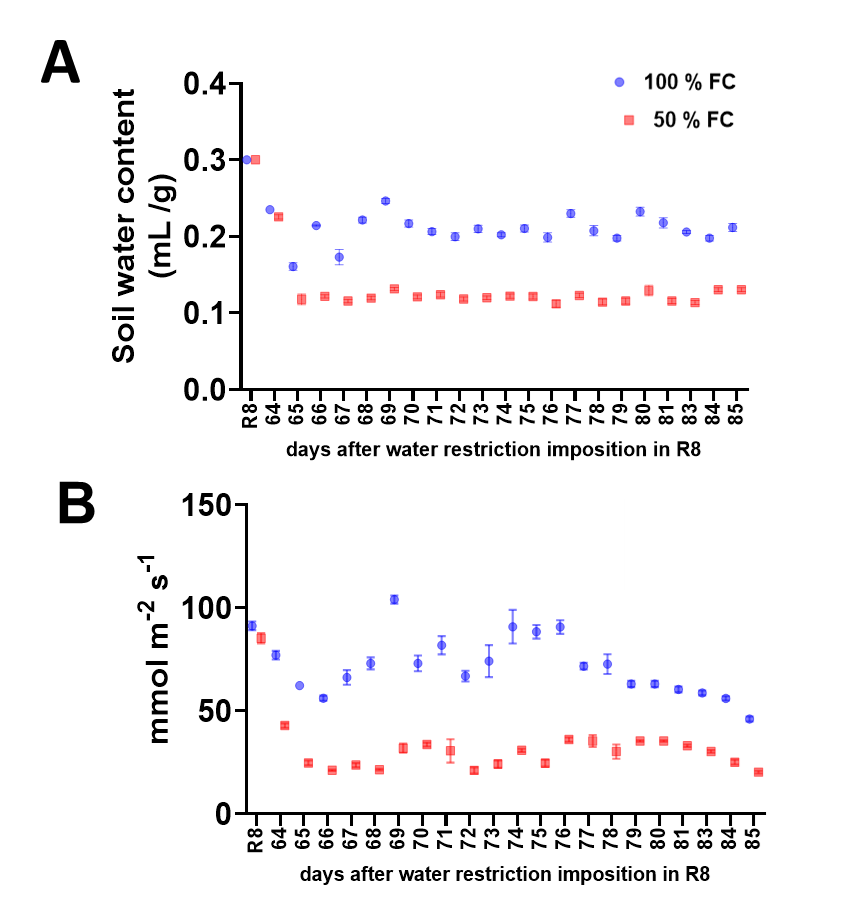 A
Soil water content
(mL /g)
0.4
0.3
0.2
0.1
0.0
100 % FC
50 % FC
R8 64 65 66 67 68 69 70 71 72 73 74 75 76 77 78 79 80 81 83 84 85
days after water restriction imposition in R8
B
mmol m⁻² s⁻¹
150
100
50
0
R8 64 65 66 67 68 69 70 71 72 73 74 75 76 77 78 79 80 81 83 84 85
days after water restriction imposition in R8